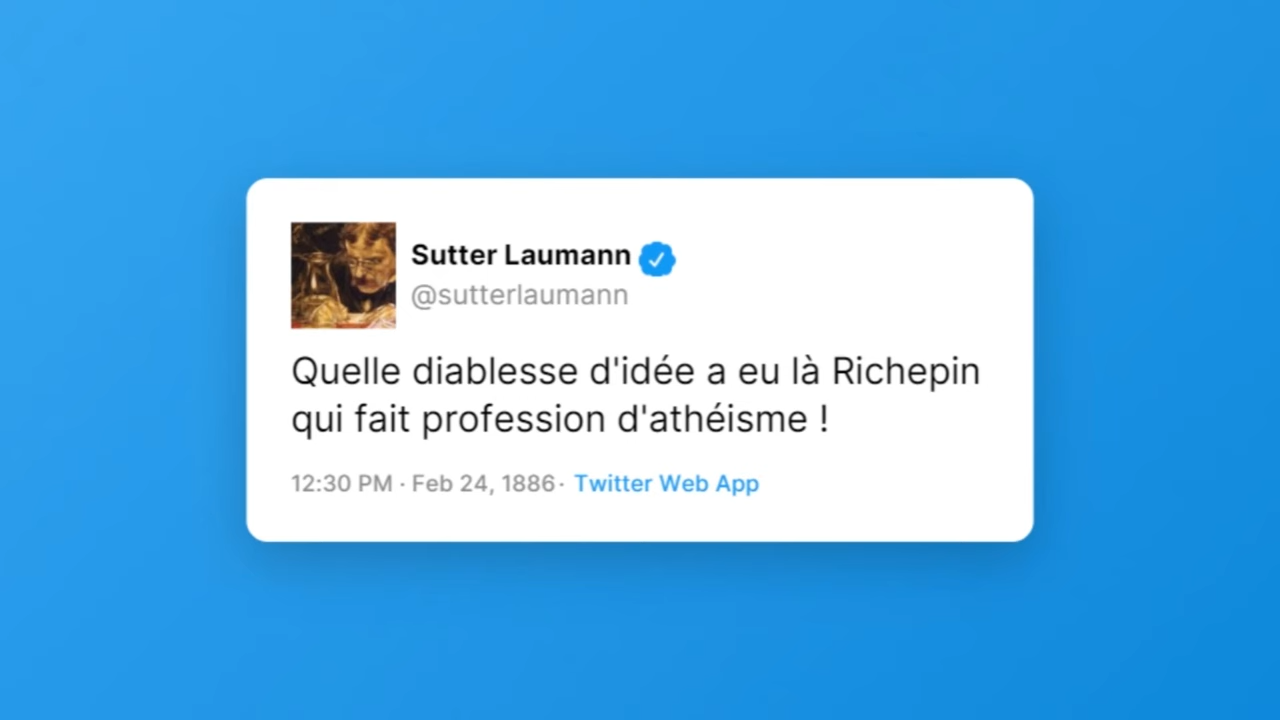 Sutter Laumann
@sutterlaumann
Quelle diablesse d'idée a eu là Richepin
qui fait profession d'athéisme !
12:30 PM · Feb 24, 1886 · Twitter Web App